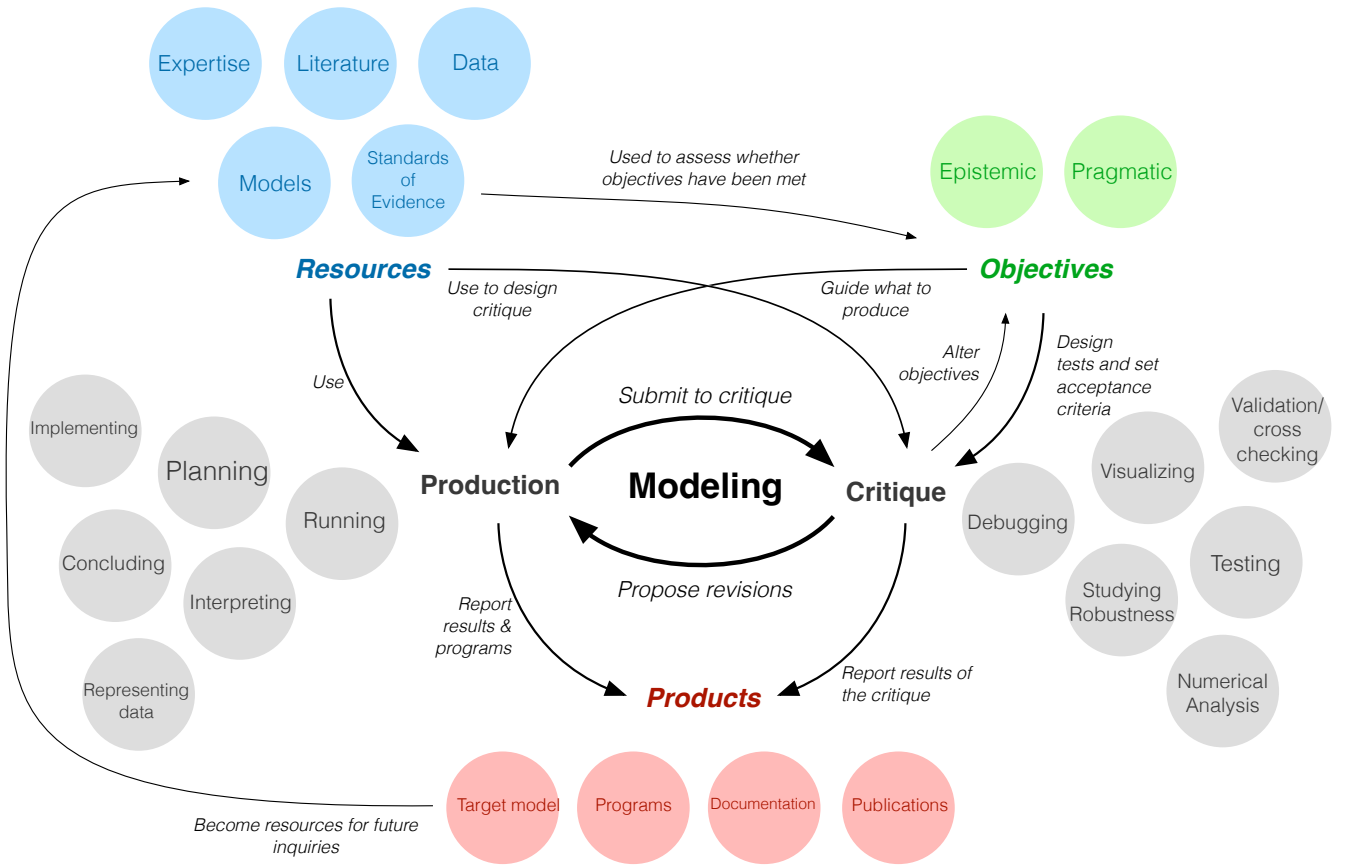 Expertise
Literature
Data
Models
Standards
of
Evidence
Used to assess whether
objectives have been met
Epistemic
Pragmatic
Resources
Objectives
Use to design
critique
Guide what to
produce
Use
Alter
objectives
Design
tests and set
acceptance
criteria
Submit to critique
Production
Modeling
Critique
Propose revisions
Implementing
Planning
Running
Concluding
Interpreting
Representing
data
Validation/
cross
checking
Visualizing
Debugging
Testing
Studying
Robustness
Numerical
Analysis
Report
results &
programs
Report results of
the critique
Products
Target model
Programs
Documentation
Publications
Become resources for future
inquiries